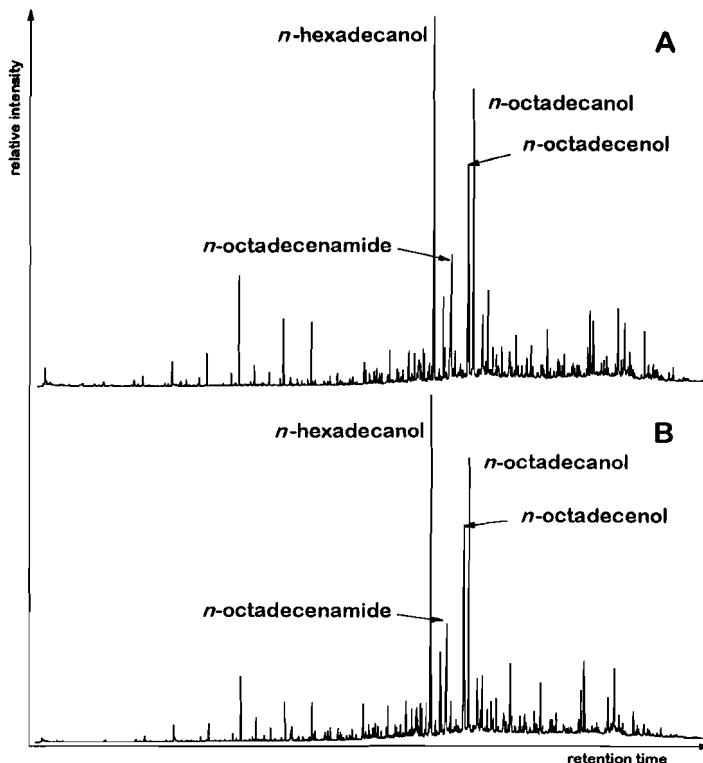 relative intensity
n-hexadecanol
A
n-octadecanol
n-octadecenol
n-octadecenamide
n-hexadecanol
B
n-octadecanol
n-octadecenol
n-octadecenamide
retention time